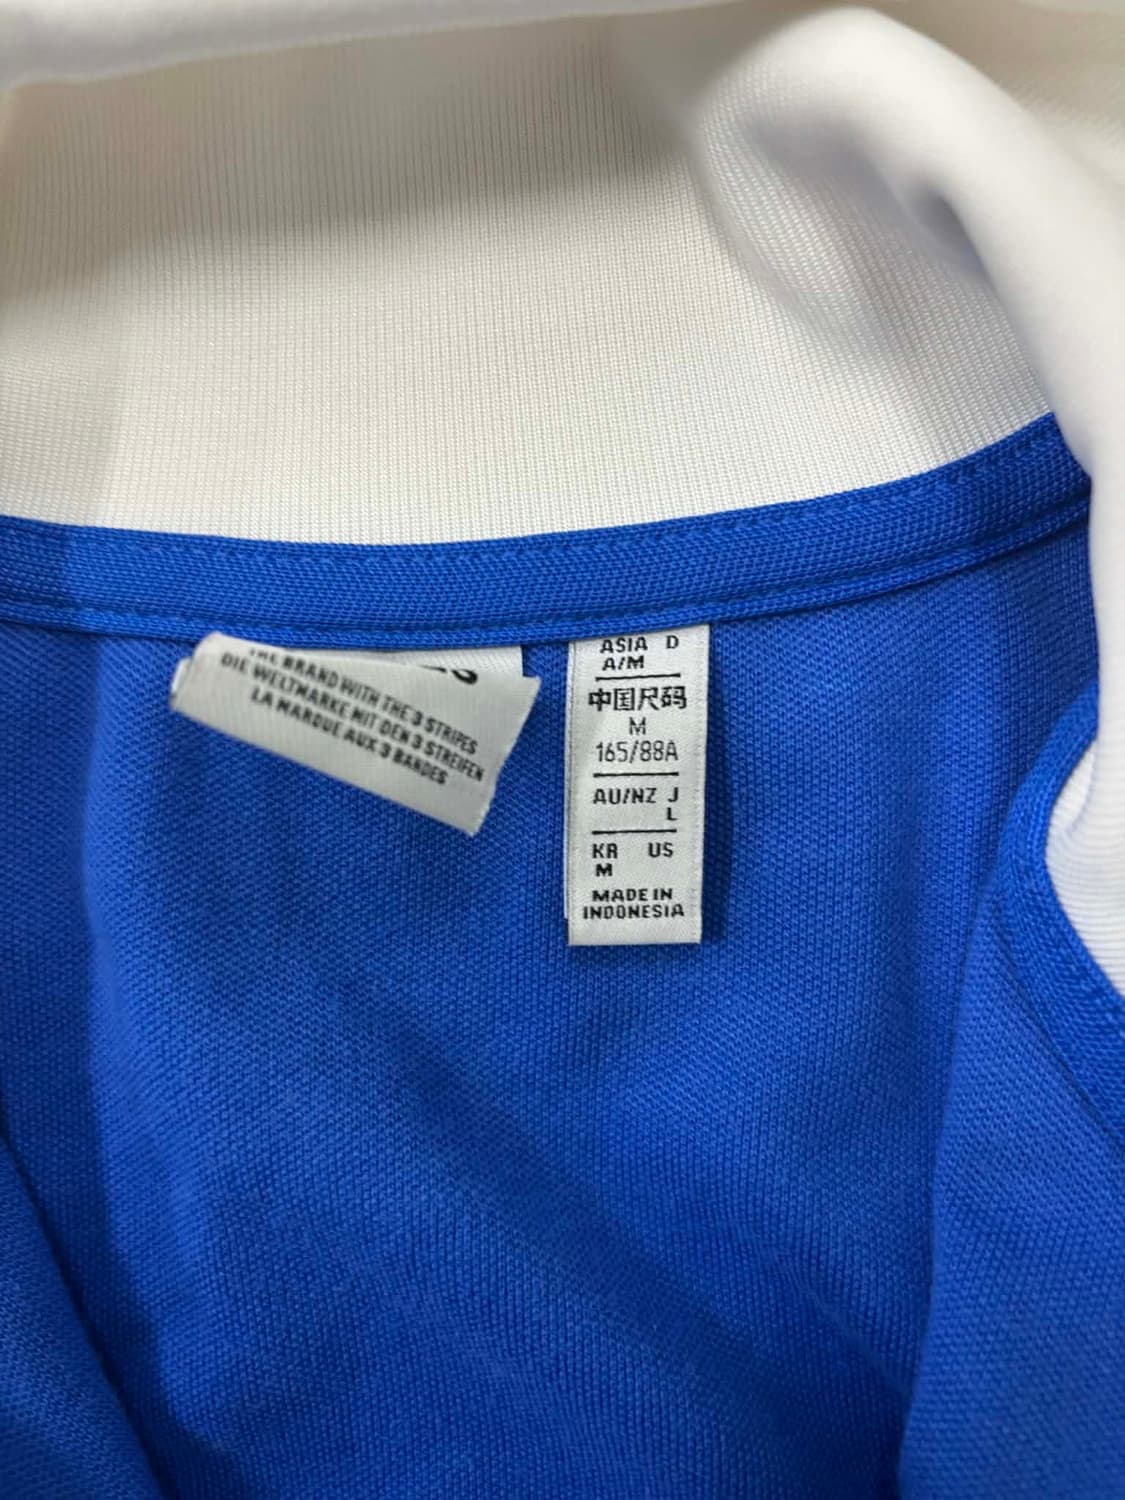 THE BRAND WITH THE 3 STRIPES
DIE WELTMARKE MIT DEN 3 STREIFEN
LA MARQUE AUX 3 BANDES
ASIA D
A/M
中国尺码
M
165/88A
AU/NZ J
L
KR US
M
MADE IN
INDONESIA